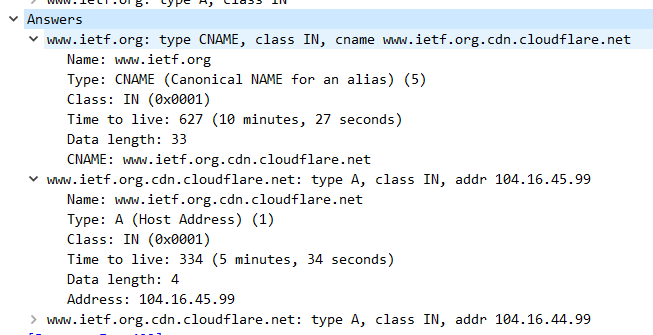 www.ietf.org: type A, class IN
Answers
www.ietf.org: type CNAME, class IN, cname www.ietf.org.cdn.cloudflare.net
Name: www.ietf.org
Type: CNAME (Canonical NAME for an alias) (5)
Class: IN (0x0001)
Time to live: 627 (10 minutes, 27 seconds)
Data length: 33
CNAME: www.ietf.org.cdn.cloudflare.net
www.ietf.org.cdn.cloudflare.net: type A, class IN, addr 104.16.45.99
Name: www.ietf.org.cdn.cloudflare.net
Type: A (Host Address) (1)
Class: IN (0x0001)
Time to live: 334 (5 minutes, 34 seconds)
Data length: 4
Address: 104.16.45.99
www.ietf.org.cdn.cloudflare.net: type A, class IN, addr 104.16.44.99